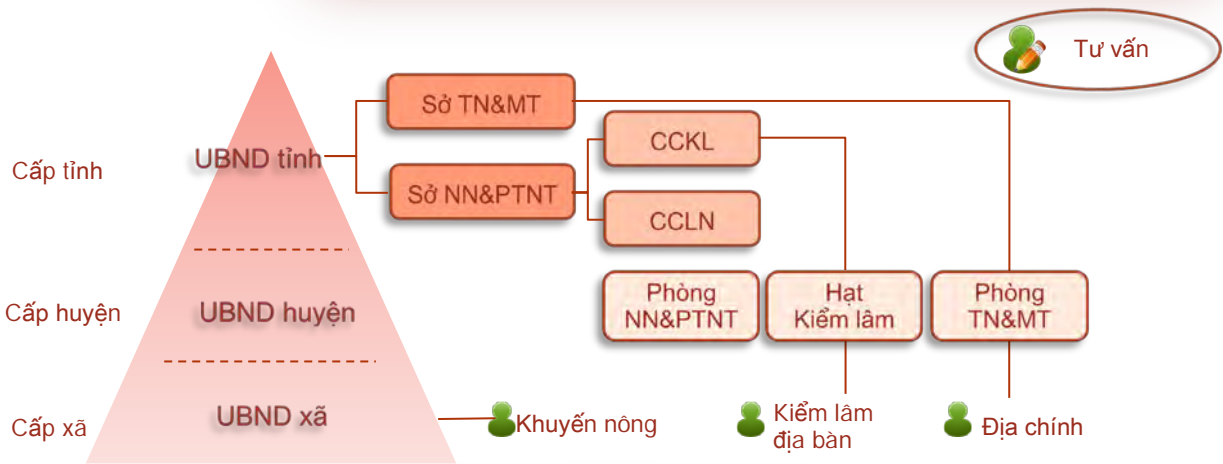 Tư vấn
Sở TN&MT
CCKL
Cấp tỉnh
UBND tỉnh
Sở NN&PTNT
CCLN
Cấp huyện
UBND huyện
Phòng
NN&PTNT
Hạt
Kiểm lâm
Phòng
TN&MT
Cấp xã
UBND xã
Khuyến nông
Kiểm lâm
địa bàn
Địa chính